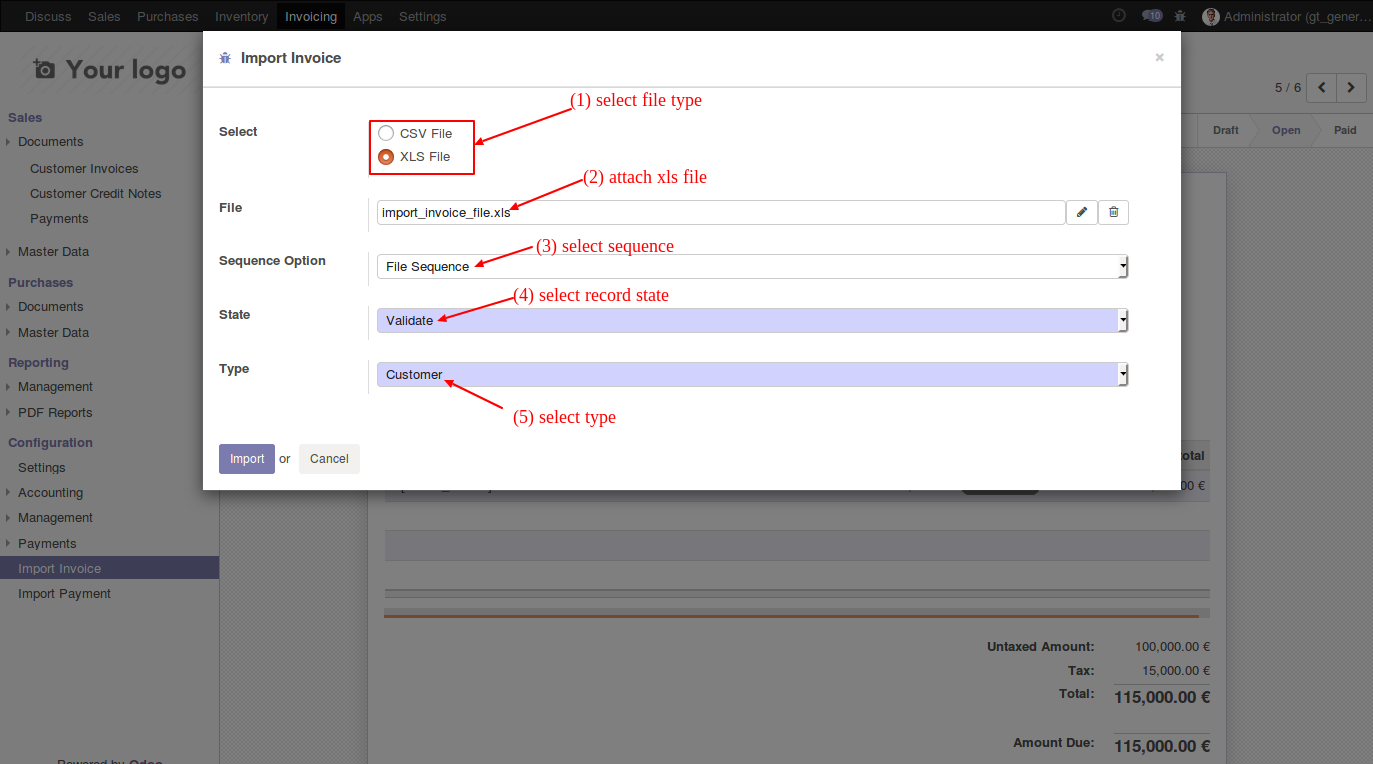 Discuss Sales Purchases Inventory Invoicing Apps Settings 10 Administrator (gt_gener...
Your logo
Import Invoice ×
5 / 6
Draft Open Paid
Sales
Documents
Customer Invoices
Customer Credit Notes
Payments
Master Data
Purchases
Documents
Master Data
Reporting
Management
PDF Reports
Configuration
Settings
Accounting
Management
Payments
Import Invoice
Import Payment
Powered by Odoo
(1) select file type
Select
CSV File
XLS File
(2) attach xls file
File
import_invoice_file.xls
(3) select sequence
Sequence Option
File Sequence
(4) select record state
State
Validate
Type
Customer
(5) select type
Import or Cancel
otal
00 €
Untaxed Amount: 100,000.00 €
Tax: 15,000.00 €
Total: 115,000.00 €
Amount Due: 115,000.00 €